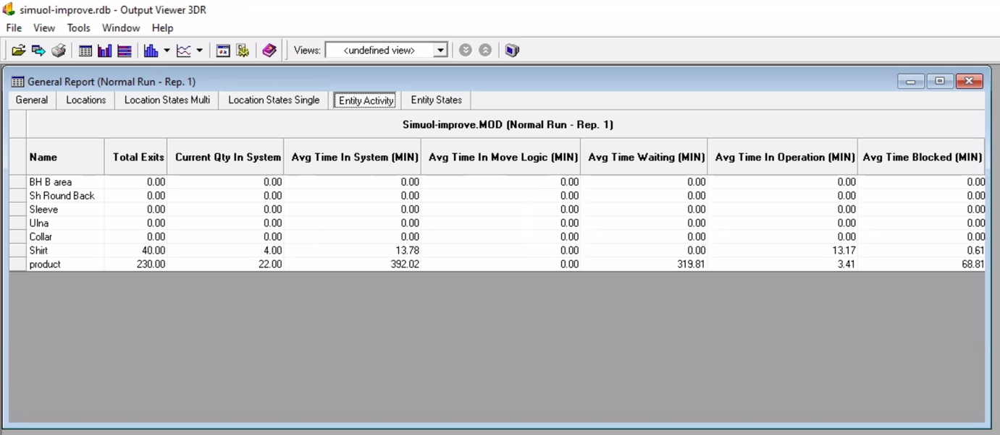 simuol-improve.rdb - Output Viewer 3DR
File View Tools Window Help
Views: <undefined view>
General Report (Normal Run - Rep. 1)
General Locations Location States Multi Location States Single Entity Activity Entity States
Simuol-improve.MOD (Normal Run - Rep. 1)
Name Total Exits Current Qty In System Avg Time In System (MIN) Avg Time In Move Logic (MIN) Avg Time Waiting (MIN) Avg Time In Operation (MIN) Avg Time Blocked (MIN)
BH B area 0.00 0.00 0.00 0.00 0.00 0.00 0.00
Sh Round Back 0.00 0.00 0.00 0.00 0.00 0.00 0.00
Sleeve 0.00 0.00 0.00 0.00 0.00 0.00 0.00
Ulna 0.00 0.00 0.00 0.00 0.00 0.00 0.00
Collar 0.00 0.00 0.00 0.00 0.00 0.00 0.00
Shirt 40.00 4.00 13.78 0.00 0.00 13.17 0.61
product 230.00 22.00 392.02 0.00 319.81 3.41 68.81